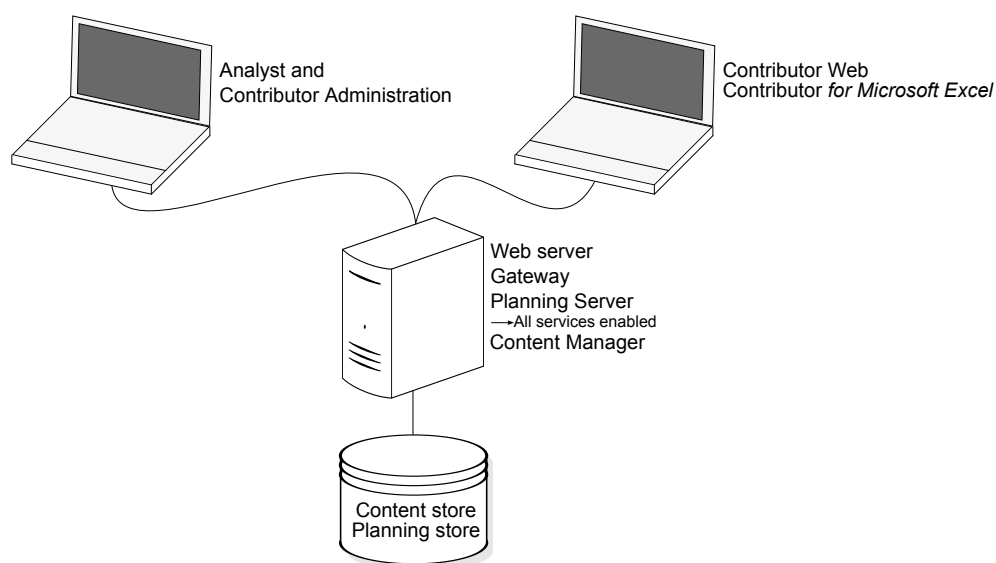 Analyst and
Contributor Administration
Contributor Web
Contributor for Microsoft Excel
Web server
Gateway
Planning Server
→All services enabled
Content Manager
Content store
Planning store